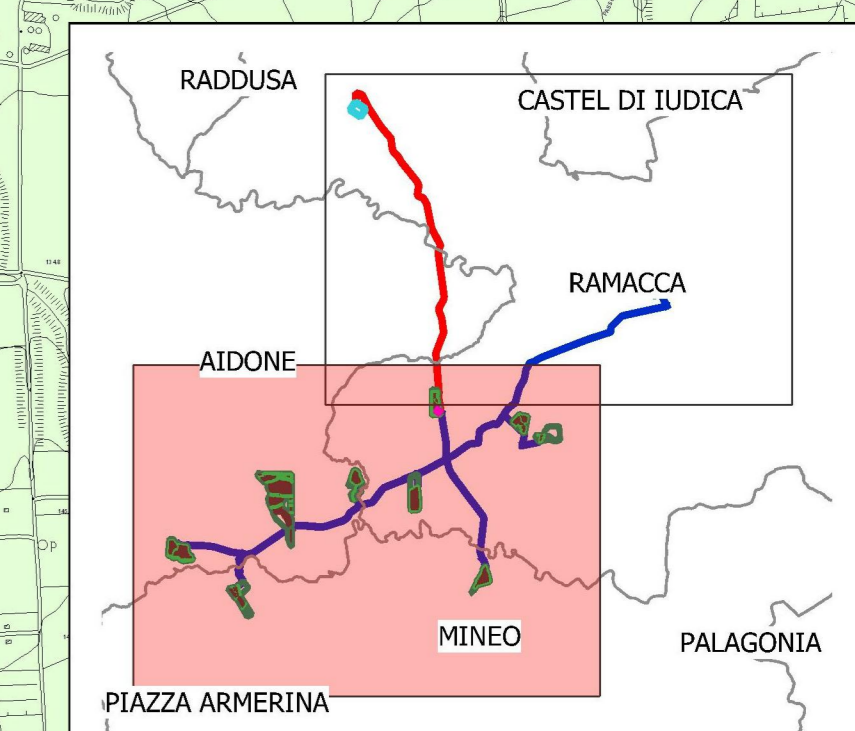 RADDUSA
CASTEL DI IUDICA
RAMACCA
AIDONE
MINEO
PALAGONIA
PIAZZA ARMERINA